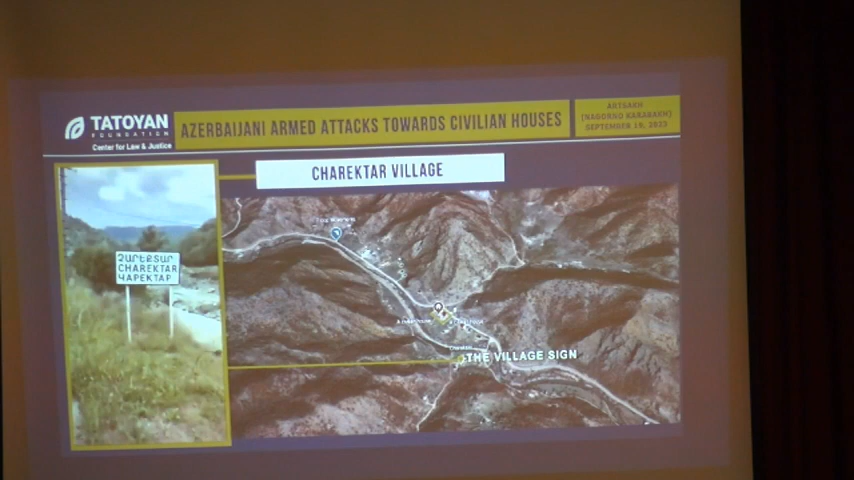 TATOYAN
FOUNDATION
Center for Law & Justice
AZERBAIJANI ARMED ATTACKS TOWARDS CIVILIAN HOUSES
ARTSAKH
(NAGORNO KARABAKH)
SEPTEMBER 19, 2023
CHAREKTAR VILLAGE
ՉԱՐԵՔՏԱՐ
CHAREKTAR
ЧАРЕКТАР
THE VILLAGE SIGN